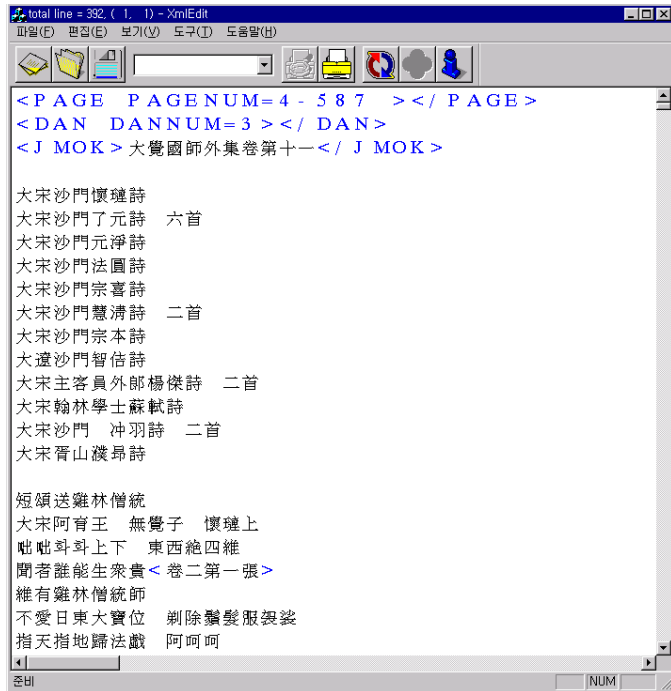 total line = 392, ( 1, 1) - XmlEdit
파일(F) 편집(E) 보기(V) 도구(T) 도움말(H)
<PAGE PAGENUM=4-587 ></PAGE>
<DAN DANNUM=3></DAN>
<JMOK>大覺國師外集卷第十一</JMOK>
大宋沙門懷璉詩
大宋沙門了元詩 六首
大宋沙門元淨詩
大宋沙門法圓詩
大宋沙門宗喜詩
大宋沙門慧淸詩 二首
大宋沙門宗本詩
大遼沙門智佶詩
大宋主客員外郞楊傑詩 二首
大宋翰林學士蘇軾詩
大宋沙門 冲羽詩 二首
大宋胥山濮昻詩
短頌送雞林僧統
大宋阿育王 無覺子 懷璉上
咄咄화화上下 東西絶四維
聞者誰能生衆貴<卷二第一張>
維有雞林僧統師
不愛日東大寶位 剃除鬚髮服袈裟
指天指地歸法戲 阿呵呵
준비
NUM